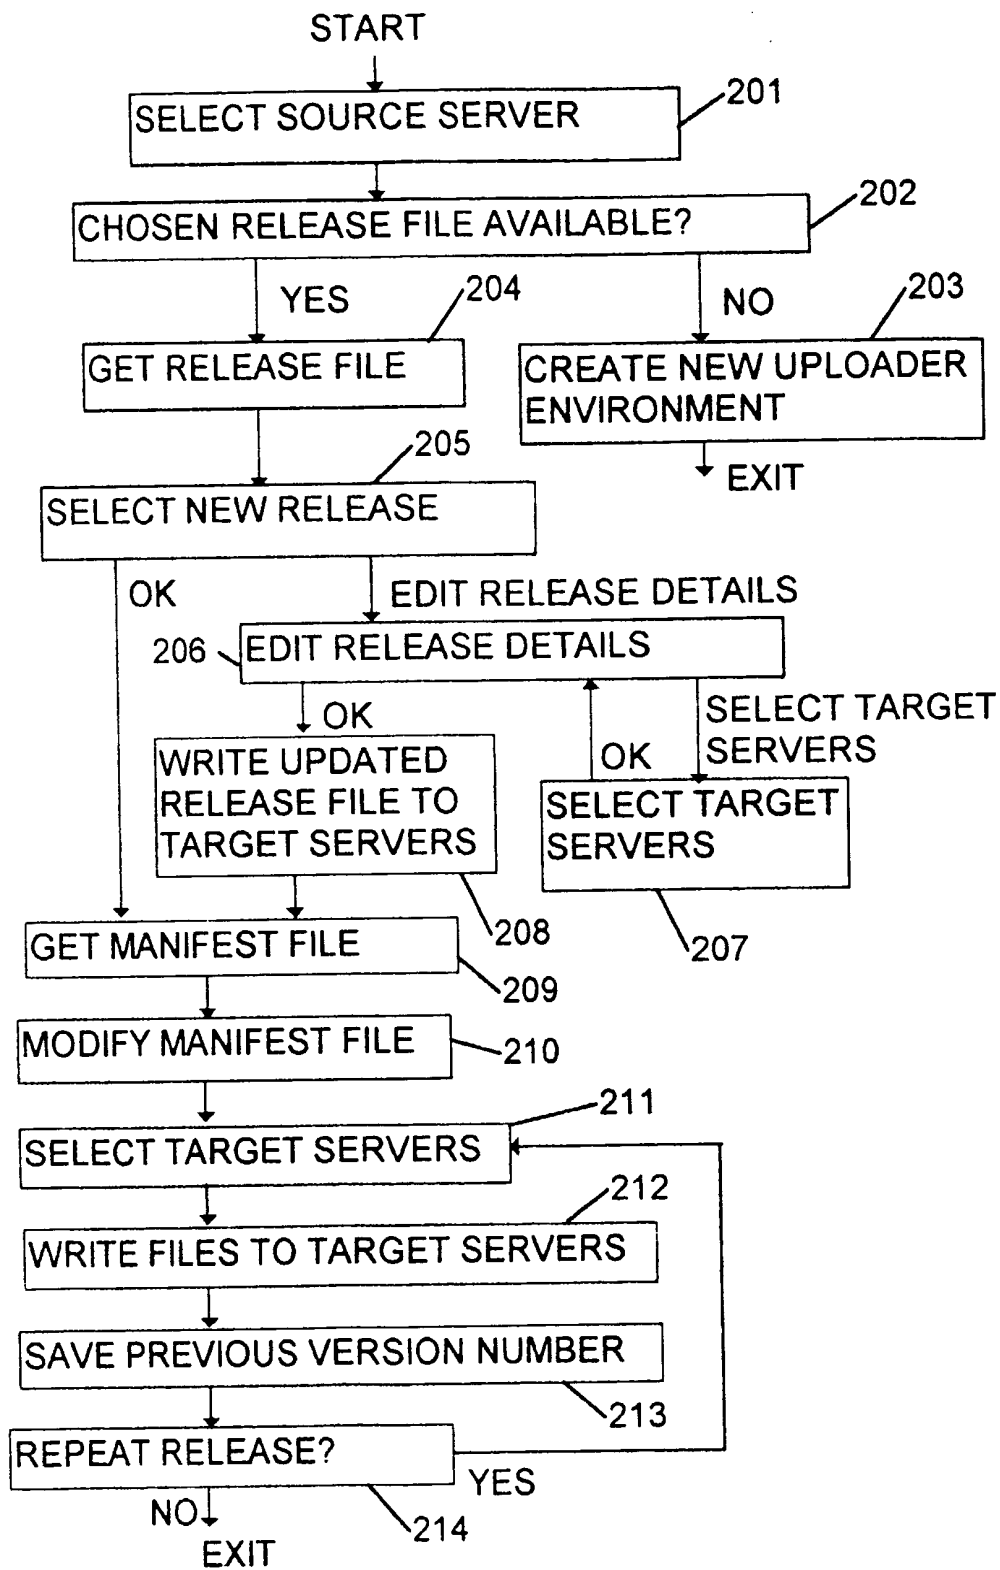 START
SELECT SOURCE SERVER
201
CHOSEN RELEASE FILE AVAILABLE?
202
YES
204
NO
203
GET RELEASE FILE
CREATE NEW UPLOADER
ENVIRONMENT
205
EXIT
SELECT NEW RELEASE
OK
EDIT RELEASE DETAILS
206
EDIT RELEASE DETAILS
OK
SELECT TARGET
SERVERS
OK
WRITE UPDATED
RELEASE FILE TO
TARGET SERVERS
SELECT TARGET
SERVERS
208
207
GET MANIFEST FILE
209
MODIFY MANIFEST FILE
210
211
SELECT TARGET SERVERS
212
WRITE FILES TO TARGET SERVERS
SAVE PREVIOUS VERSION NUMBER
213
REPEAT RELEASE?
YES
NO
214
EXIT